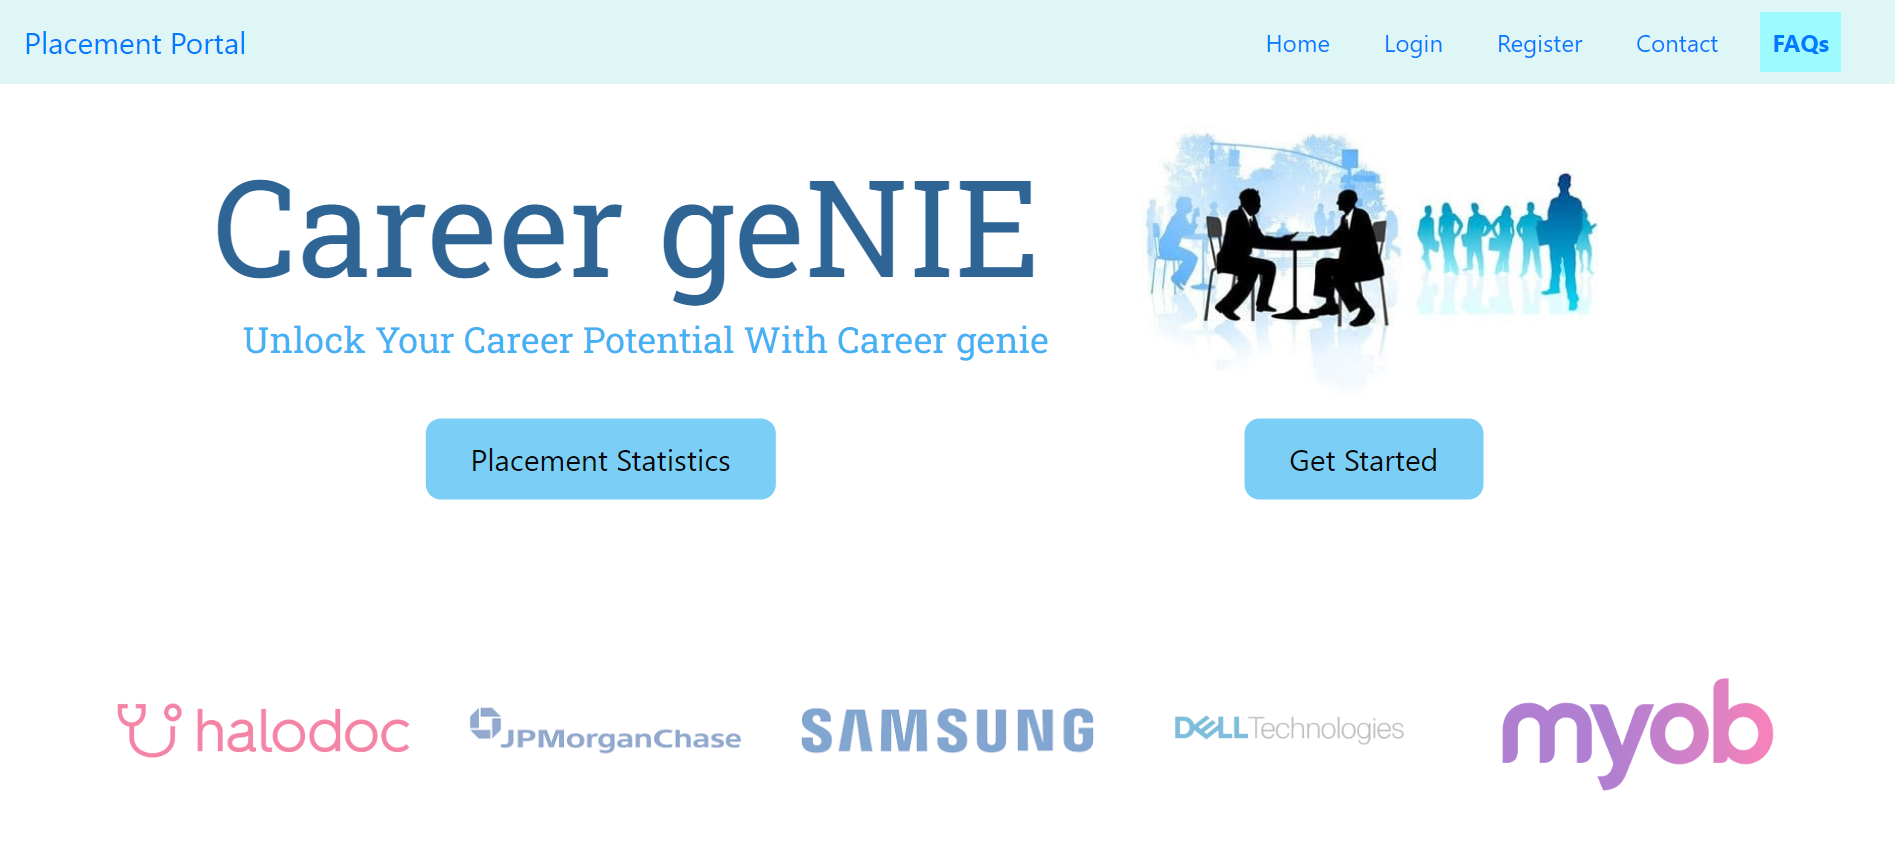 Placement Portal Home Login Register Contact FAQs
Career geNIE
Unlock Your Career Potential With Career genie
Placement Statistics Get Started
halodoc JPMorganChase SAMSUNG DELLTechnologies myob